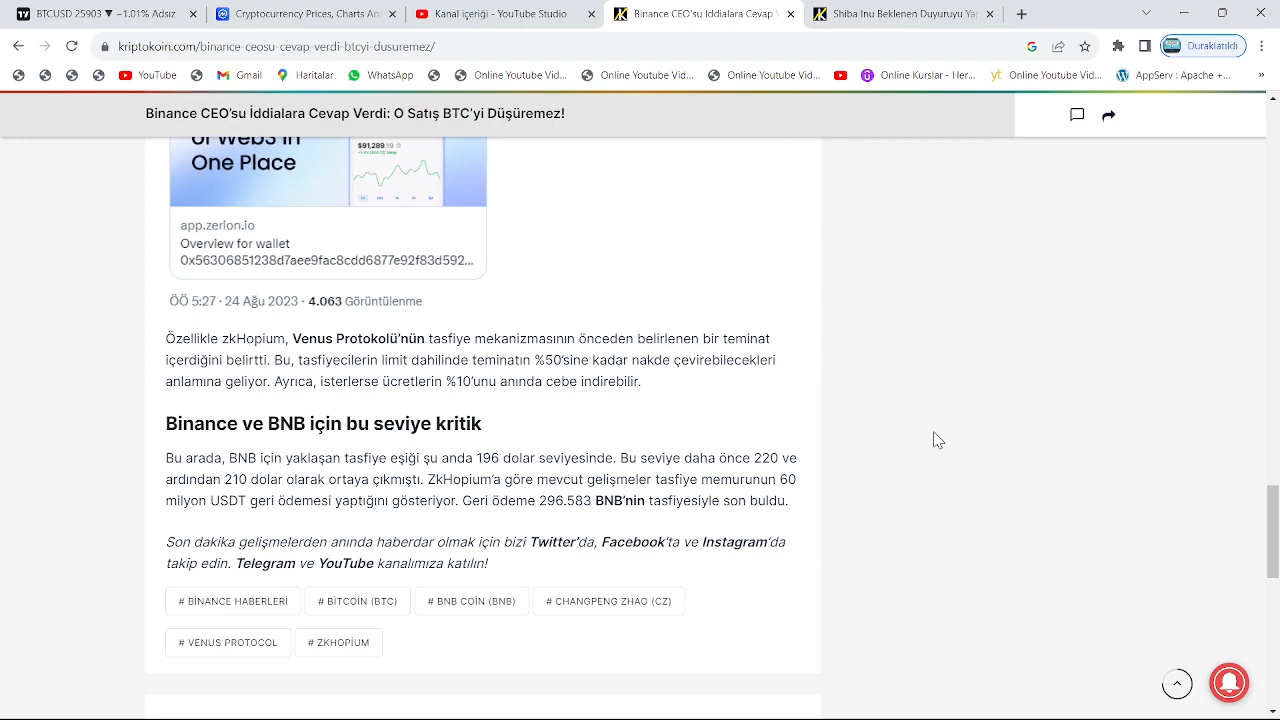 BTCUSD 25903 ▼ −1.01% Adsız
Cryptocurrency Prices, Charts An
Kanal içeriği - YouTube Studio
Binance CEO'su İddialara Cevap V
Shiba Inu Beklenen Duyuruyu Yap
kriptokoin.com/binance-ceosu-cevap-verdi-btcyi-dusuremez/
Duraklatıldı
YouTube
Gmail
Haritalar
WhatsApp
Online Youtube Vid...
Online Youtube Vid...
Online Youtube Vid...
Online Kurslar - Her...
yt Online Youtube Vid...
AppServ : Apache +...
»
Binance CEO'su İddialara Cevap Verdi: O Satış BTC'yi Düşüremez!
of Web3 in
One Place
$91,289.19
app.zerion.io
Overview for wallet
0x56306851238d7aee9fac8cdd6877e92f83d592...
ÖÖ 5:27 · 24 Ağu 2023 · 4.063 Görüntülenme
Özellikle zkHopium, Venus Protokolü'nün tasfiye mekanizmasının önceden belirlenen bir teminat
içerdiğini belirtti. Bu, tasfiyecilerin limit dahilinde teminatın %50'sine kadar nakde çevirebilecekleri
anlamına geliyor. Ayrıca, isterlerse ücretlerin %10'unu anında cebe indirebilir.
Binance ve BNB için bu seviye kritik
Bu arada, BNB için yaklaşan tasfiye eşiği şu anda 196 dolar seviyesinde. Bu seviye daha önce 220 ve
ardından 210 dolar olarak ortaya çıkmıştı. ZkHopium'a göre mevcut gelişmeler tasfiye memurunun 60
milyon USDT geri ödemesi yaptığını gösteriyor. Geri ödeme 296.583 BNB'nin tasfiyesiyle son buldu.
Son dakika gelişmelerden anında haberdar olmak için bizi Twitter'da, Facebook'ta ve Instagram'da
takip edin. Telegram ve YouTube kanalımıza katılın!
# BİNANCE HABERLERİ
# BİTCOİN (BTC)
# BNB COİN (BNB)
# CHANGPENG ZHAO (CZ)
# VENUS PROTOCOL
# ZKHOPİUM